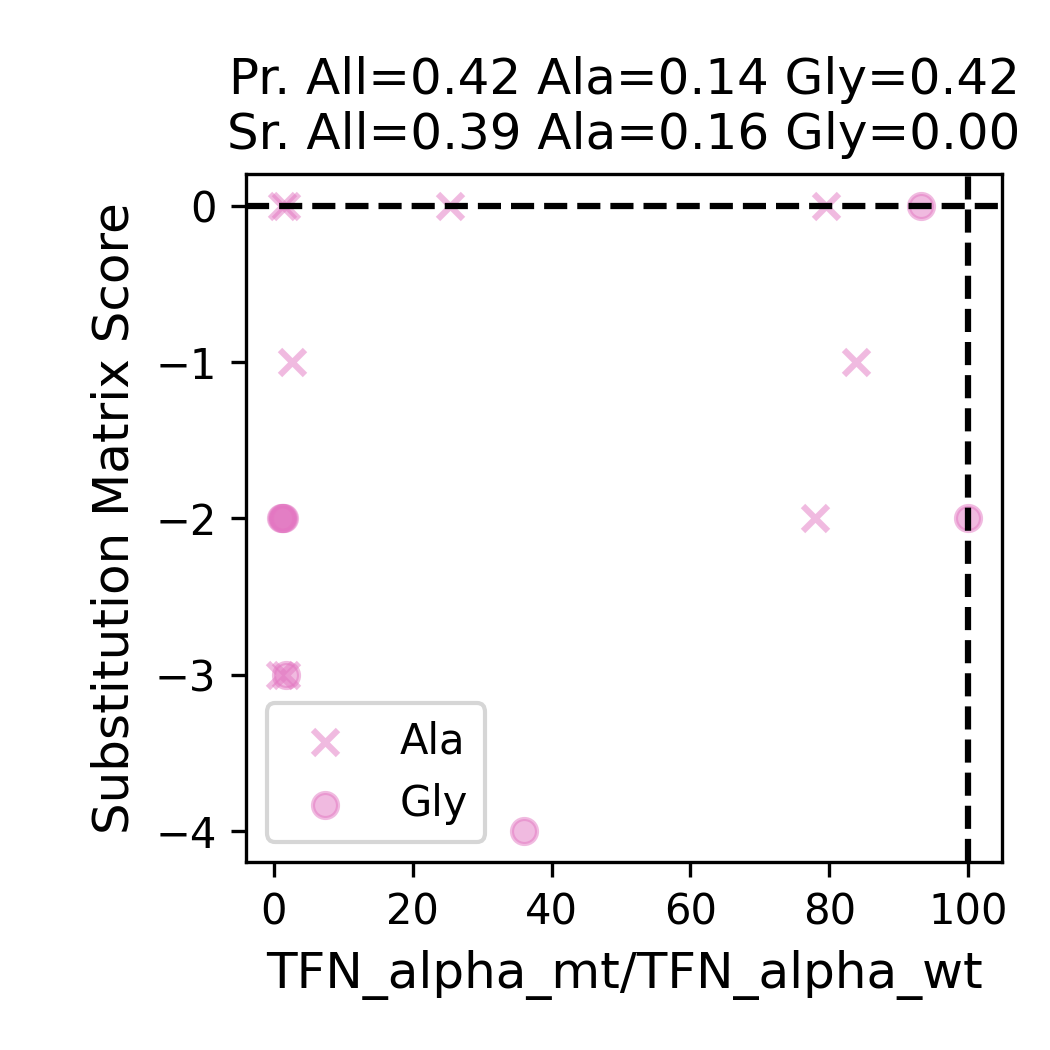 Pr. All=0.42 Ala=0.14 Gly=0.42
Sr. All=0.39 Ala=0.16 Gly=0.00
Substitution Matrix Score
0
−1
−2
−3
−4
Ala
Gly
0 20 40 60 80 100
TFN_alpha_mt/TFN_alpha_wt